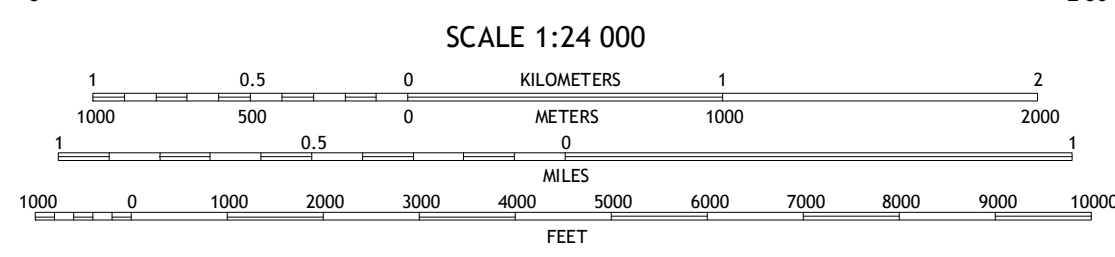 SCALE 1:24 000
1 0.5 0 KILOMETERS 1 2
1000 500 0 METERS 1000 2000
1 0.5 0 1
MILES
1000 0 1000 2000 3000 4000 5000 6000 7000 8000 9000 10000
FEET